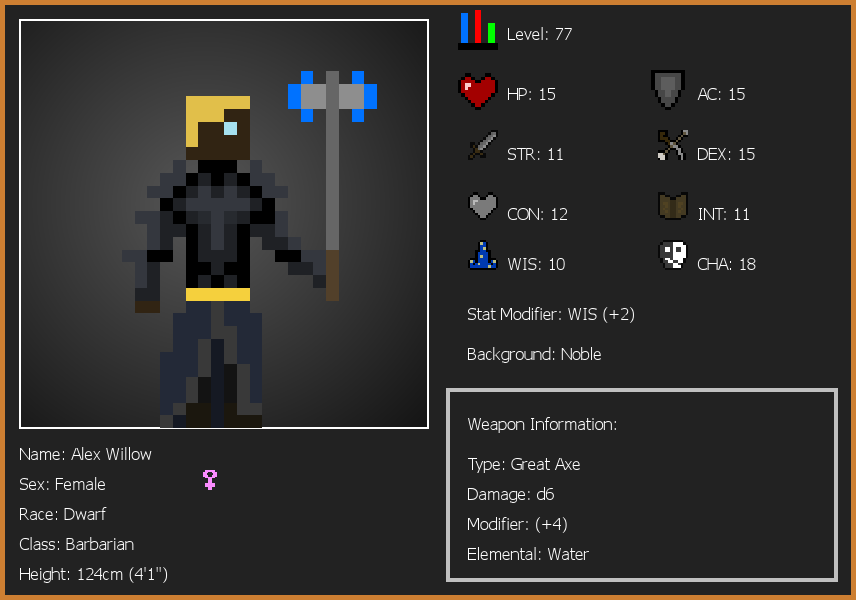 Level: 77
HP: 15
AC: 15
STR: 11
DEX: 15
CON: 12
INT: 11
WIS: 10
CHA: 18
Stat Modifier: WIS (+2)
Background: Noble
Weapon Information:
Type: Great Axe
Damage: d6
Modifier: (+4)
Elemental: Water
Name: Alex Willow
Sex: Female
Race: Dwarf
Class: Barbarian
Height: 124cm (4'1")